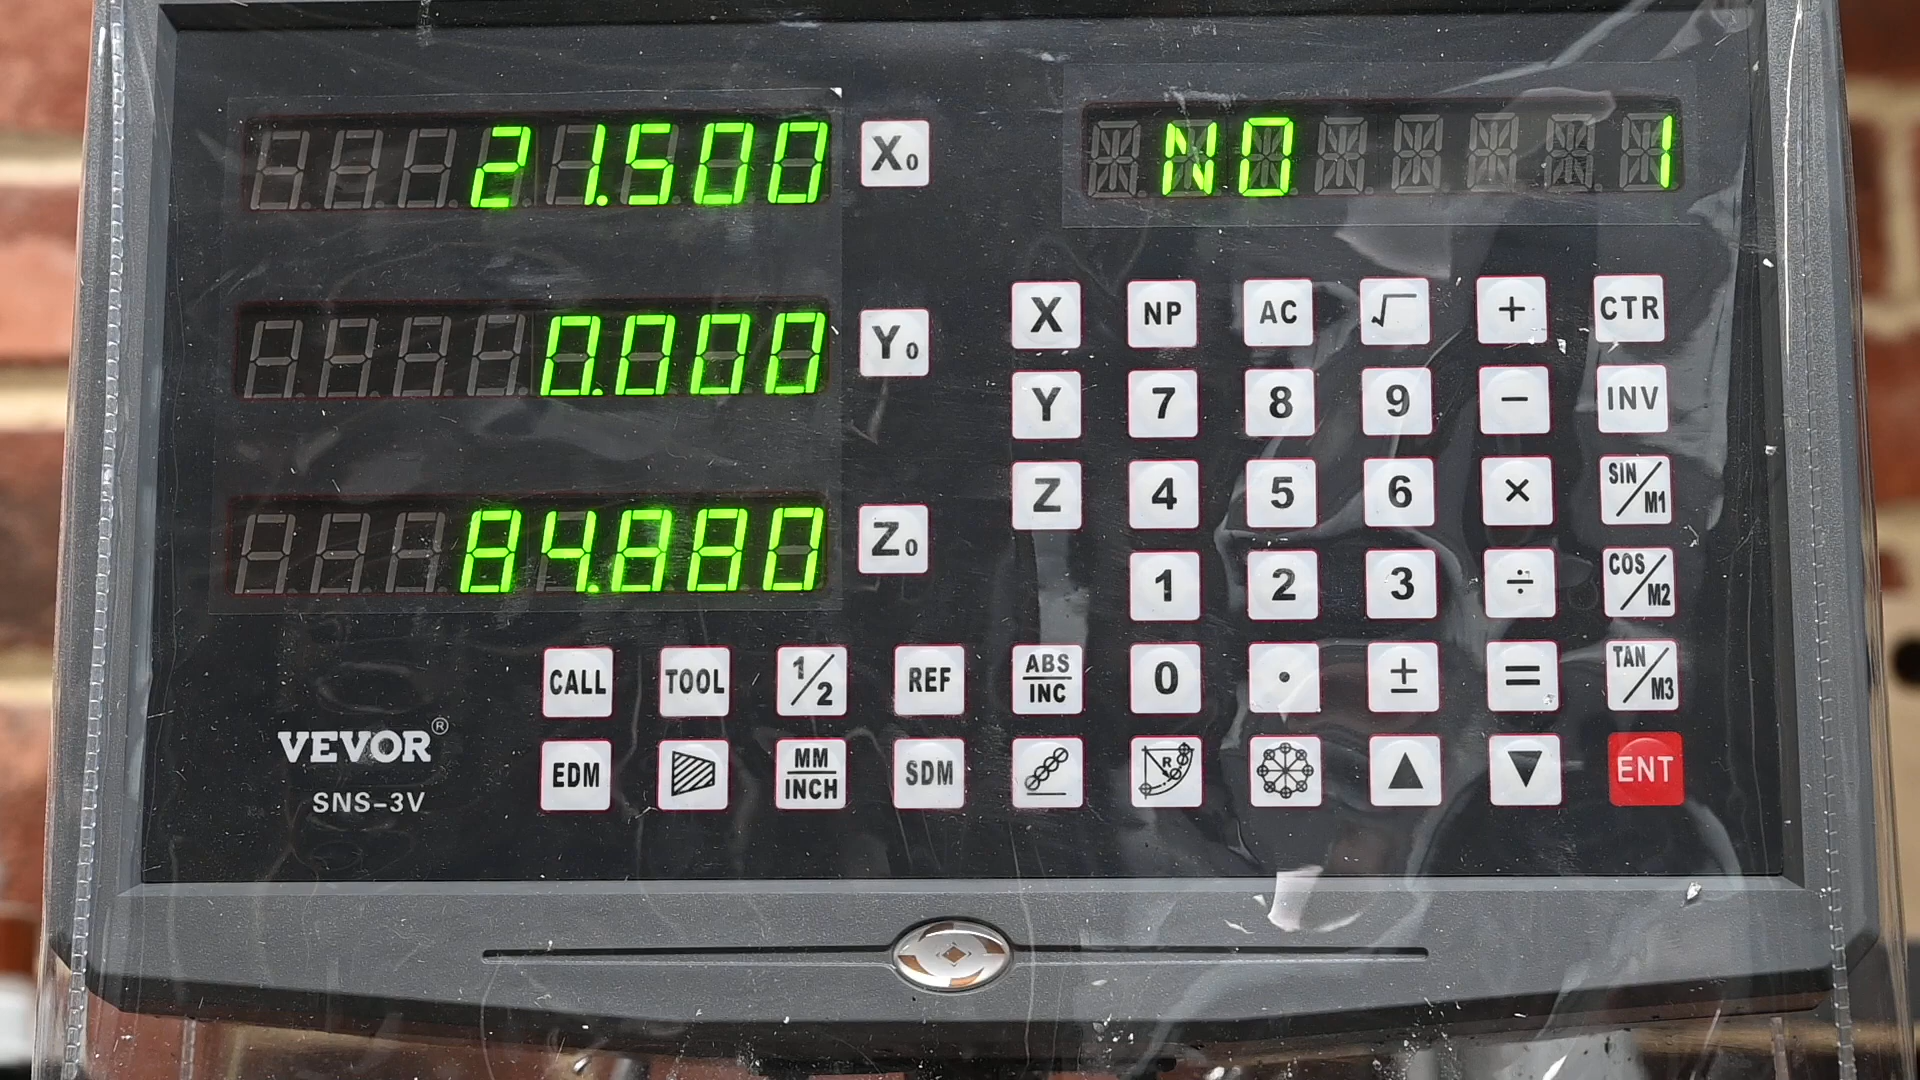 21.500 X0 NO 1
0.000 Y0
84.880 Z0
X NP AC √ + CTR
Y 7 8 9 − INV
Z 4 5 6 × SIN/M1
1 2 3 ÷ COS/M2
CALL TOOL 1/2 REF ABS/INC 0 . ± = TAN/M3
EDM MM/INCH SDM R ▲ ▼ ENT
VEVOR®
SNS-3V